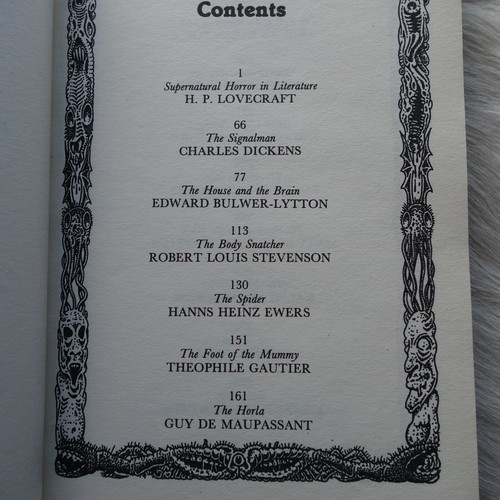 Contents
1
Supernatural Horror in Literature
H. P. LOVECRAFT
66
The Signalman
CHARLES DICKENS
77
The House and the Brain
EDWARD BULWER-LYTTON
113
The Body Snatcher
ROBERT LOUIS STEVENSON
130
The Spider
HANNS HEINZ EWERS
151
The Foot of the Mummy
THEOPHILE GAUTIER
161
The Horla
GUY DE MAUPASSANT